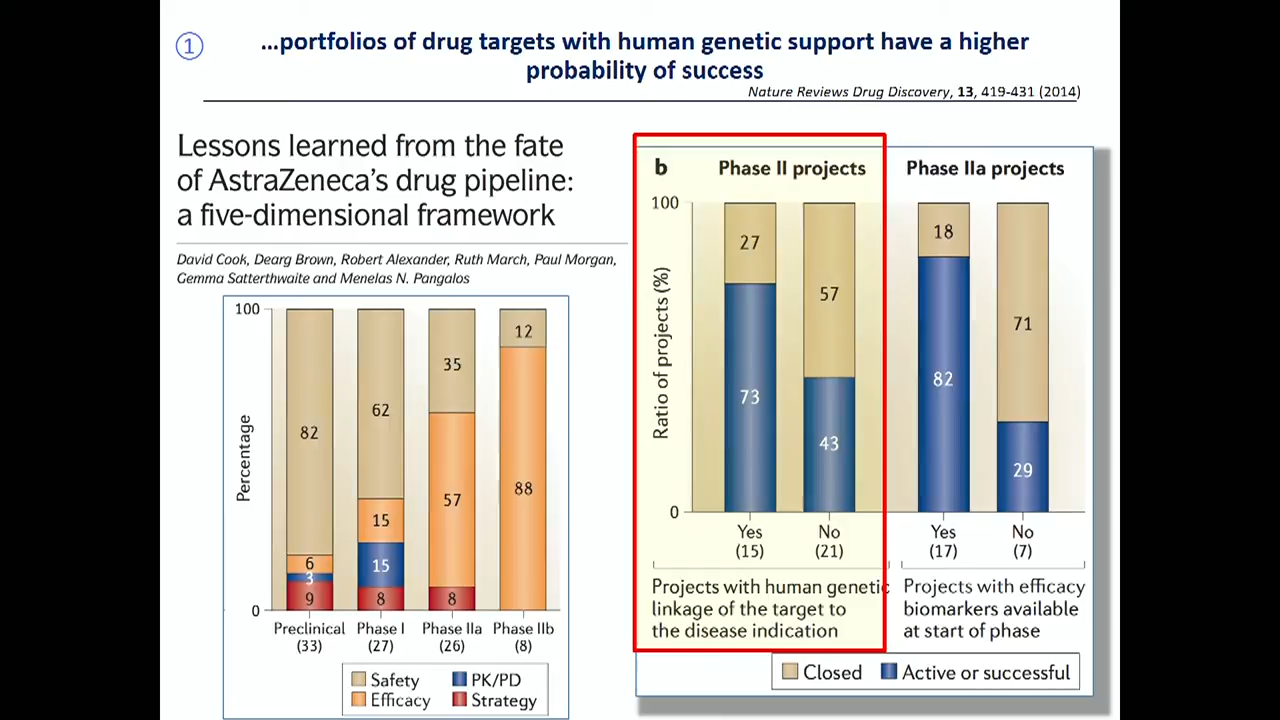 ①
...portfolios of drug targets with human genetic support have a higher
probability of success
Nature Reviews Drug Discovery, 13, 419-431 (2014)
Lessons learned from the fate
of AstraZeneca's drug pipeline:
a five-dimensional framework
David Cook, Dearg Brown, Robert Alexander, Ruth March, Paul Morgan,
Gemma Satterthwaite and Menelas N. Pangalos
Percentage
100
0
82
6
3
9
62
15
15
8
35
57
8
12
88
Preclinical Phase I Phase IIa Phase IIb
(33) (27) (26) (8)
Safety PK/PD
Efficacy Strategy
b Phase II projects Phase IIa projects
Ratio of projects (%)
100
0
27
73
57
43
18
82
71
29
Yes No Yes No
(15) (21) (17) (7)
Projects with human genetic
linkage of the target to
the disease indication
Projects with efficacy
biomarkers available
at start of phase
Closed Active or successful